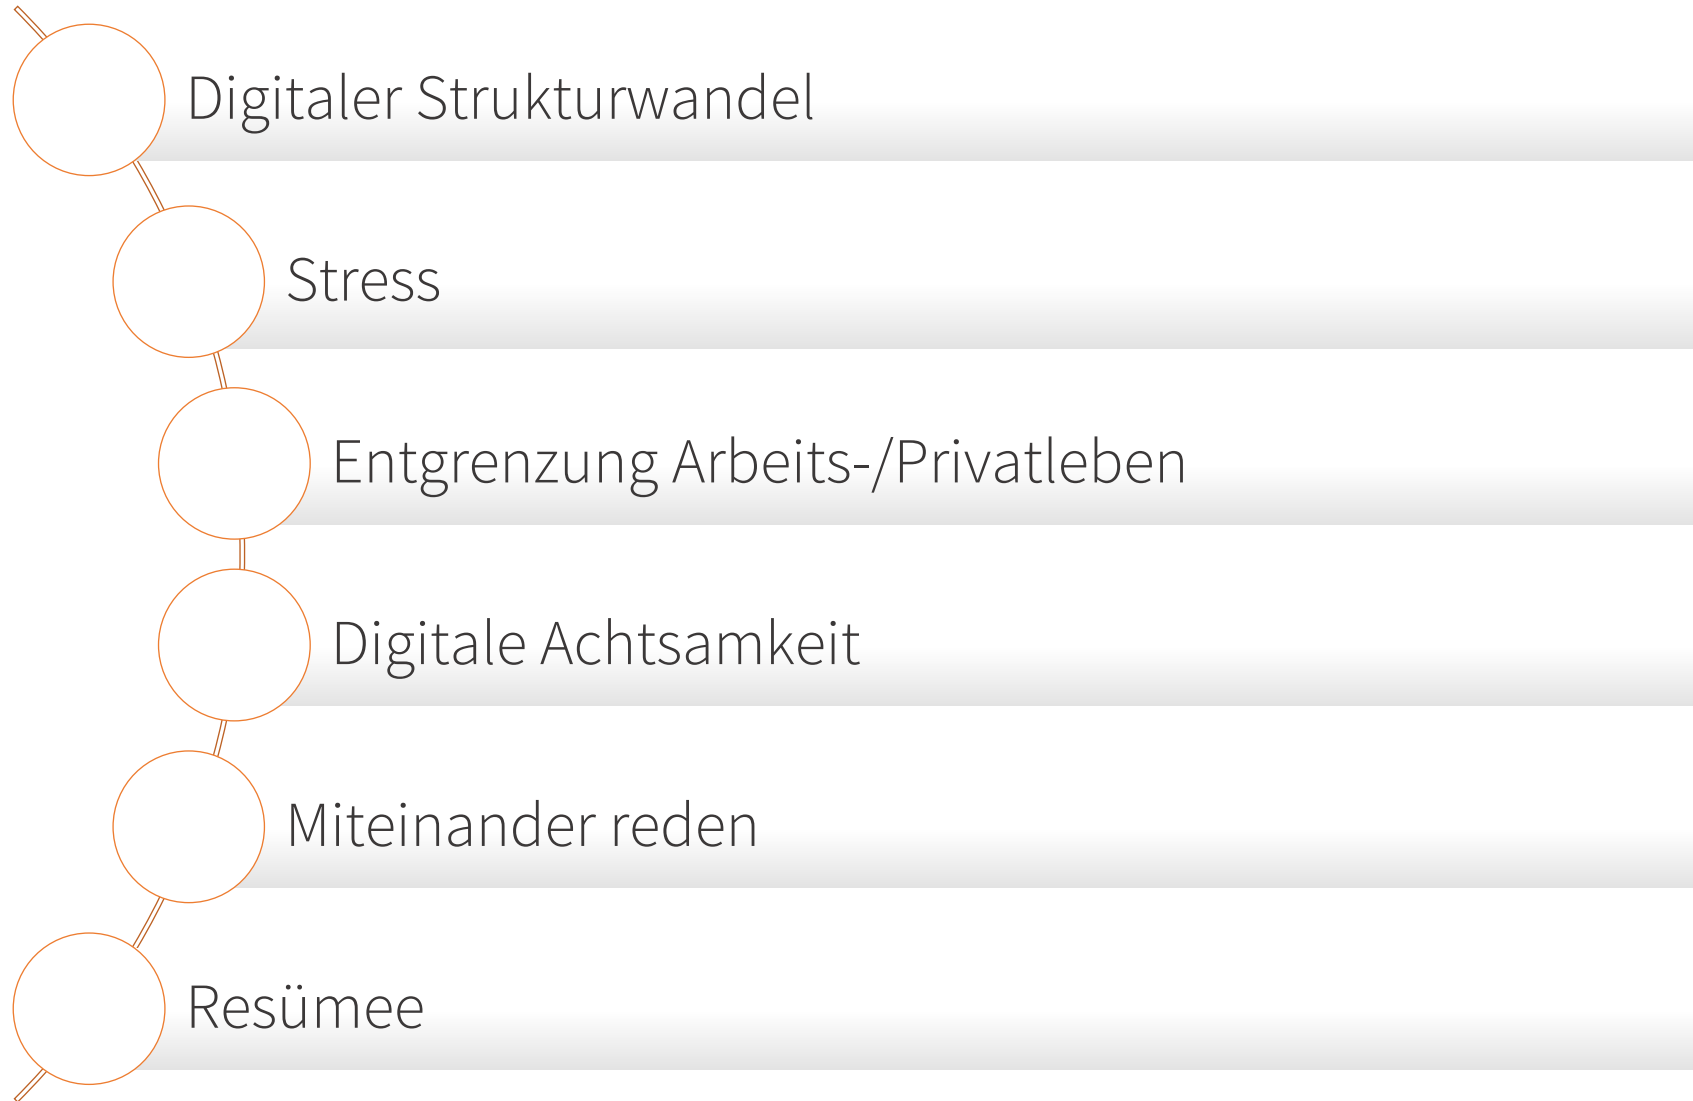 Digitaler Strukturwandel
Stress
Entgrenzung Arbeits-/Privatleben
Digitale Achtsamkeit
Miteinander reden
Resümee